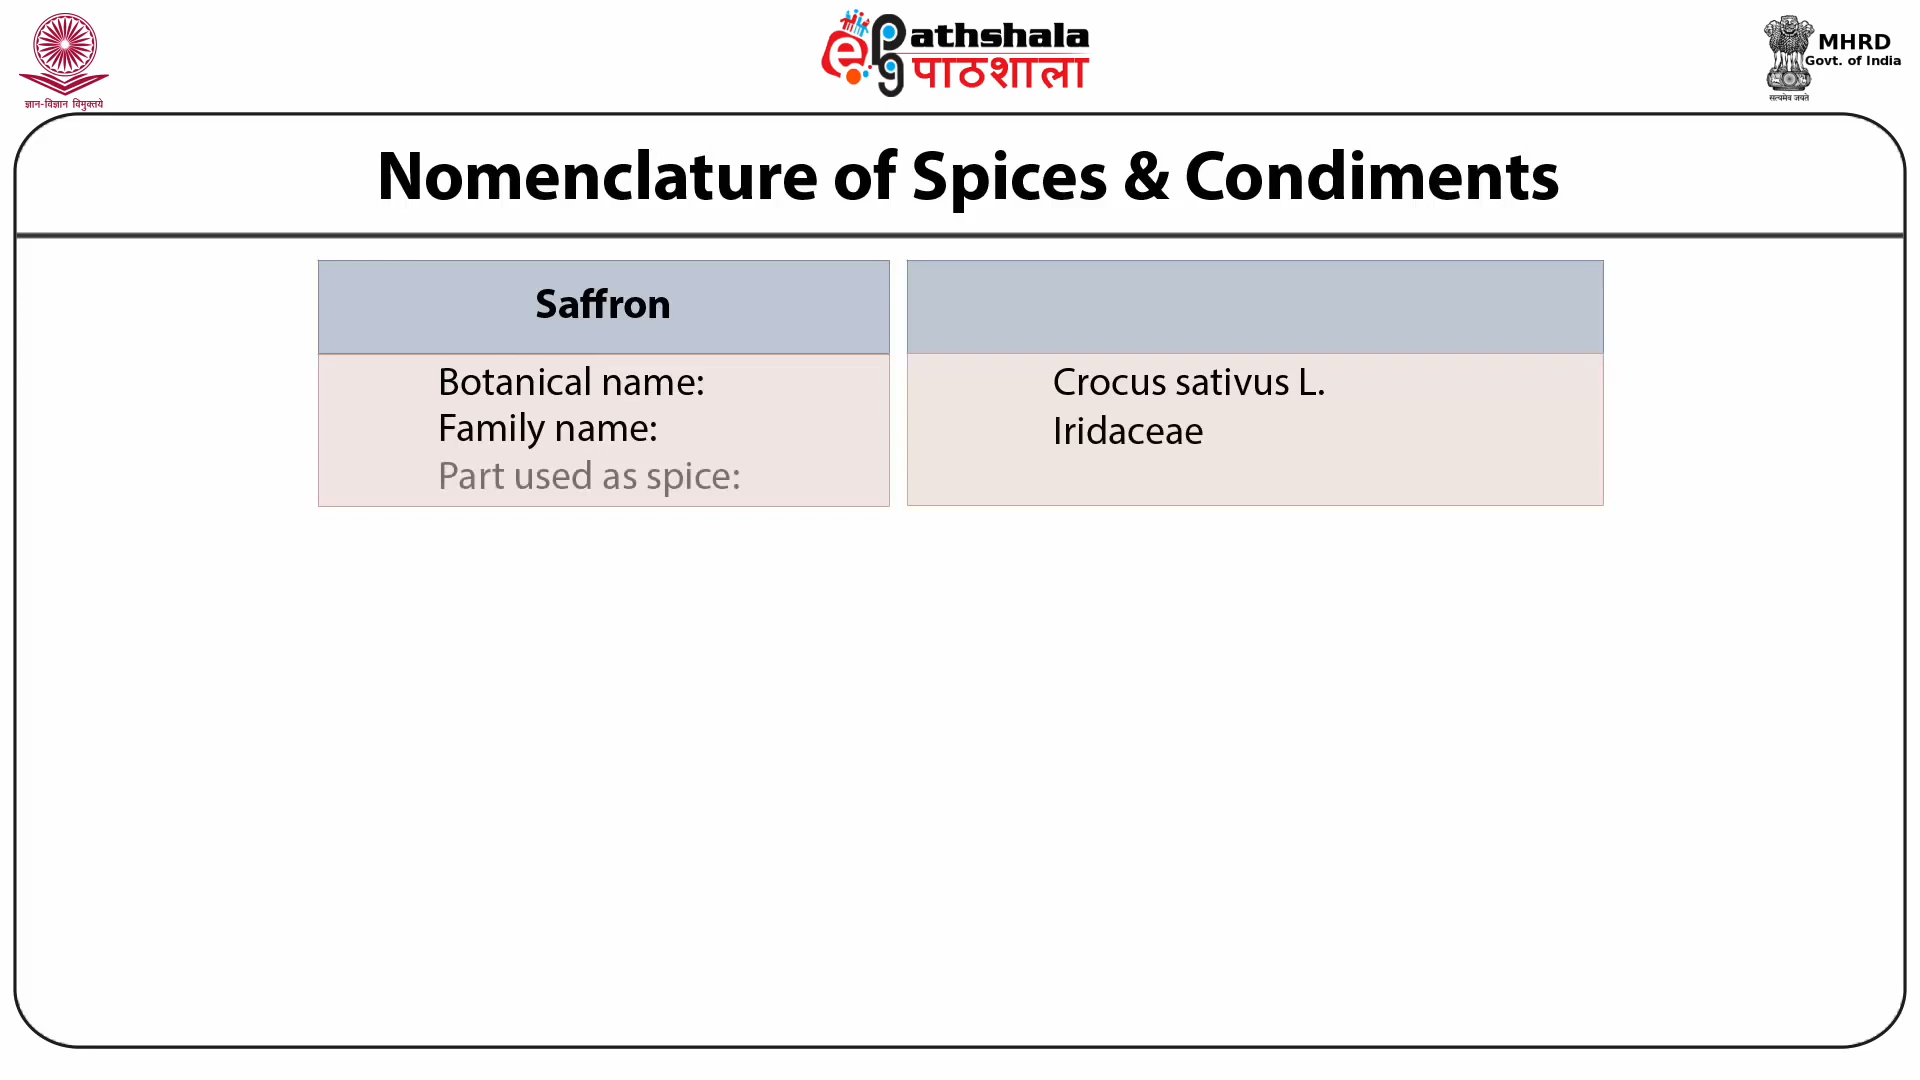 ज्ञान-विज्ञान विमुक्तये
e
pg
athshala
पाठशाला
MHRD
Govt. of India
सत्यमेव जयते
Nomenclature of Spices & Condiments
Saffron
Botanical name:
Crocus sativus L.
Family name:
Iridaceae
Part used as spice: